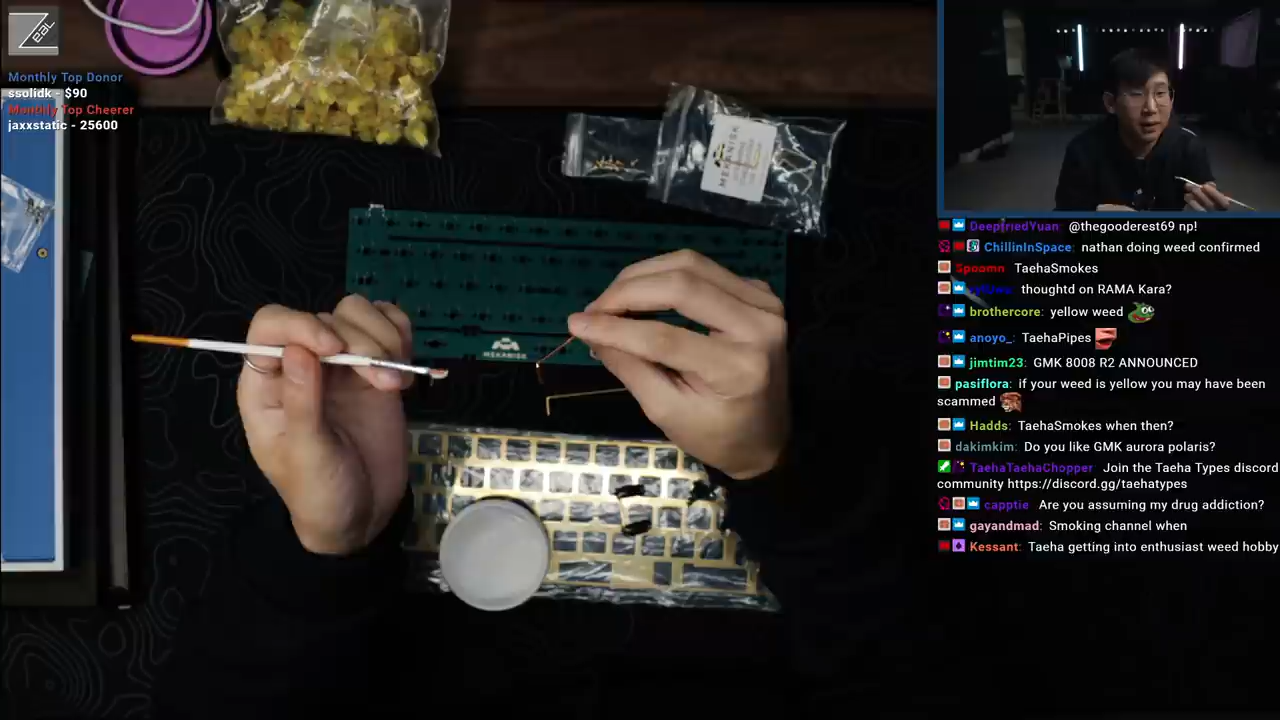 Zeal
Monthly Top Donor
ssolidk - $90
Monthly Top Cheerer
jaxxstatic - 25600
MEKANISK
MEKANISK
DeepfriedYuan: @thegooderest69 np!
ChillinInSpace: nathan doing weed confirmed
Spoomn TaehaSmokes
thoughtd on RAMA Kara?
brothercore: yellow weed
anoyo_: TaehaPipes
jimtim23: GMK 8008 R2 ANNOUNCED
pasiflora: if your weed is yellow you may have been
scammed
Hadds: TaehaSmokes when then?
dakimkim: Do you like GMK aurora polaris?
TaehaTaehaChopper Join the Taeha Types discord
community https://discord.gg/taehatypes
capptie: Are you assuming my drug addiction?
gayandmad: Smoking channel when
Kessant: Taeha getting into enthusiast weed hobby